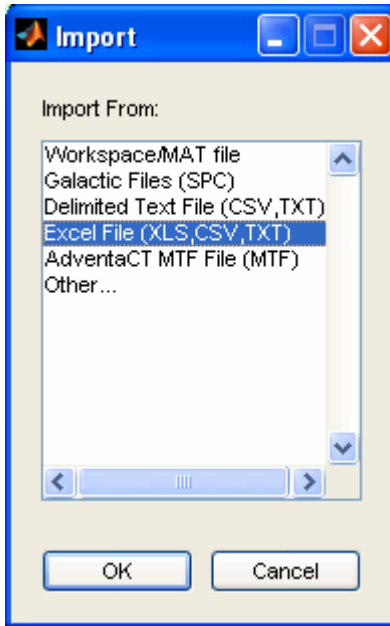 Import
Import From:
Workspace/MAT file
Galactic Files (SPC)
Delimited Text File (CSV,TXT)
Excel File (XLS,CSV,TXT)
AdventaCT MTF File (MTF)
Other...
OK
Cancel